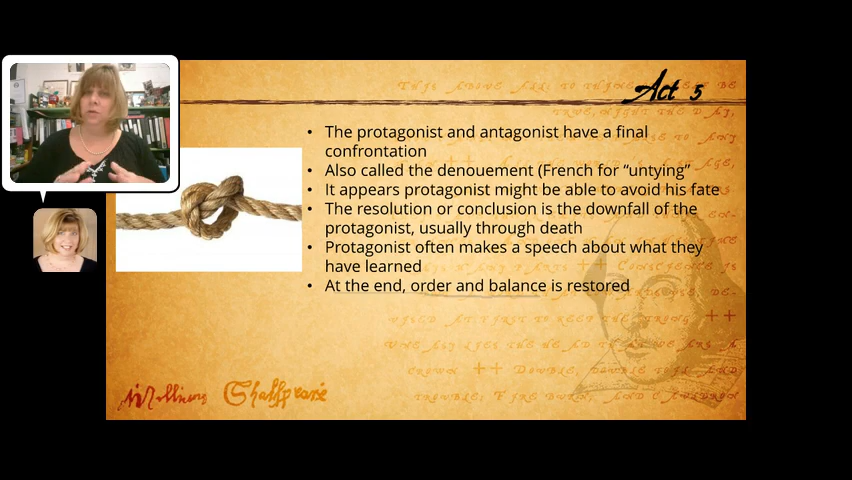 Act 5
• The protagonist and antagonist have a final
confrontation
• Also called the denouement (French for “untying”
• It appears protagonist might be able to avoid his fate
• The resolution or conclusion is the downfall of the
protagonist, usually through death
• Protagonist often makes a speech about what they
have learned
• At the end, order and balance is restored